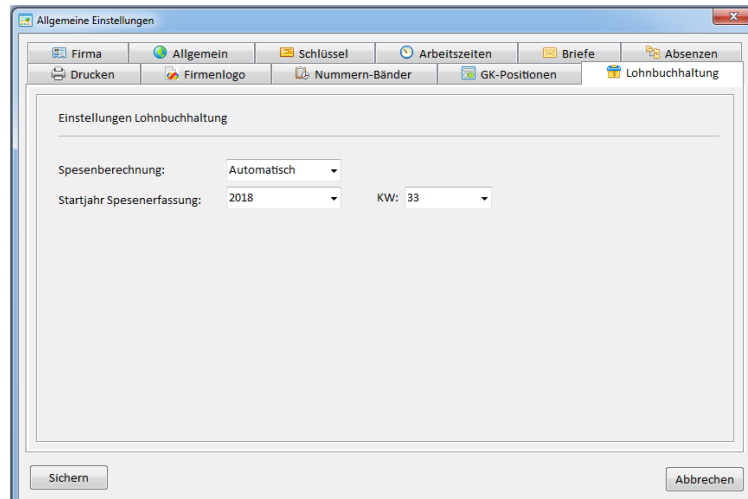 Allgemeine Einstellungen
Firma Allgemein Schlüssel Arbeitszeiten Briefe Absenzen
Drucken Firmenlogo Nummern-Bänder GK-Positionen Lohnbuchhaltung
Einstellungen Lohnbuchhaltung
Spesenberechnung: Automatisch
Startjahr Spesenerfassung: 2018 KW: 33
Sichern Abbrechen